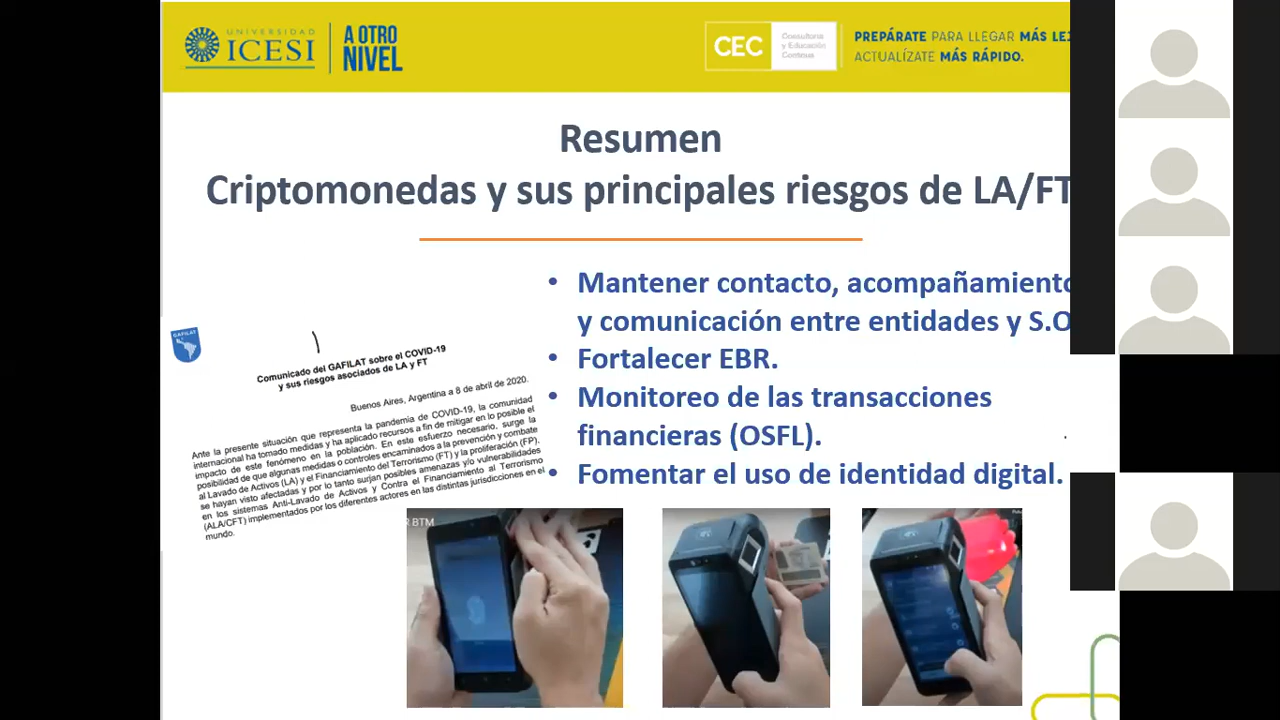 UNIVERSIDAD
ICESI
A OTRO
NIVEL
CEC
Consultoría
y Educación
Continua
PREPÁRATE PARA LLEGAR MÁS
ACTUALÍZATE MÁS RÁPIDO.
Resumen
Criptomonedas y sus principales riesgos de LA/FT
• Mantener contacto, acompañamiento
y comunicación entre entidades y S.O
• Fortalecer EBR.
• Monitoreo de las transacciones
financieras (OSFL).
• Fomentar el uso de identidad digital.
GAFILAT
Comunicado del GAFILAT sobre el COVID-19
y sus riesgos asociados de LA y FT
Buenos Aires, Argentina a 8 de abril de 2020.
Ante la presente situación que representa la pandemia de COVID-19, la comunidad
internacional ha tomado medidas y ha aplicado recursos a fin de mitigar en lo posible el
impacto de este fenómeno en la población. En este esfuerzo necesario, surge la
posibilidad de que algunas medidas o controles encaminados a la prevención y combate
al Lavado de Activos (LA) y el Financiamiento del Terrorismo (FT) y la proliferación (FP),
se hayan visto afectadas y por lo tanto surjan posibles amenazas y/o vulnerabilidades
en los sistemas Anti-Lavado de Activos y Contra el Financiamiento al Terrorismo
(ALA/CFT) implementados por los diferentes actores en las distintas jurisdicciones en el
mundo.
BTM